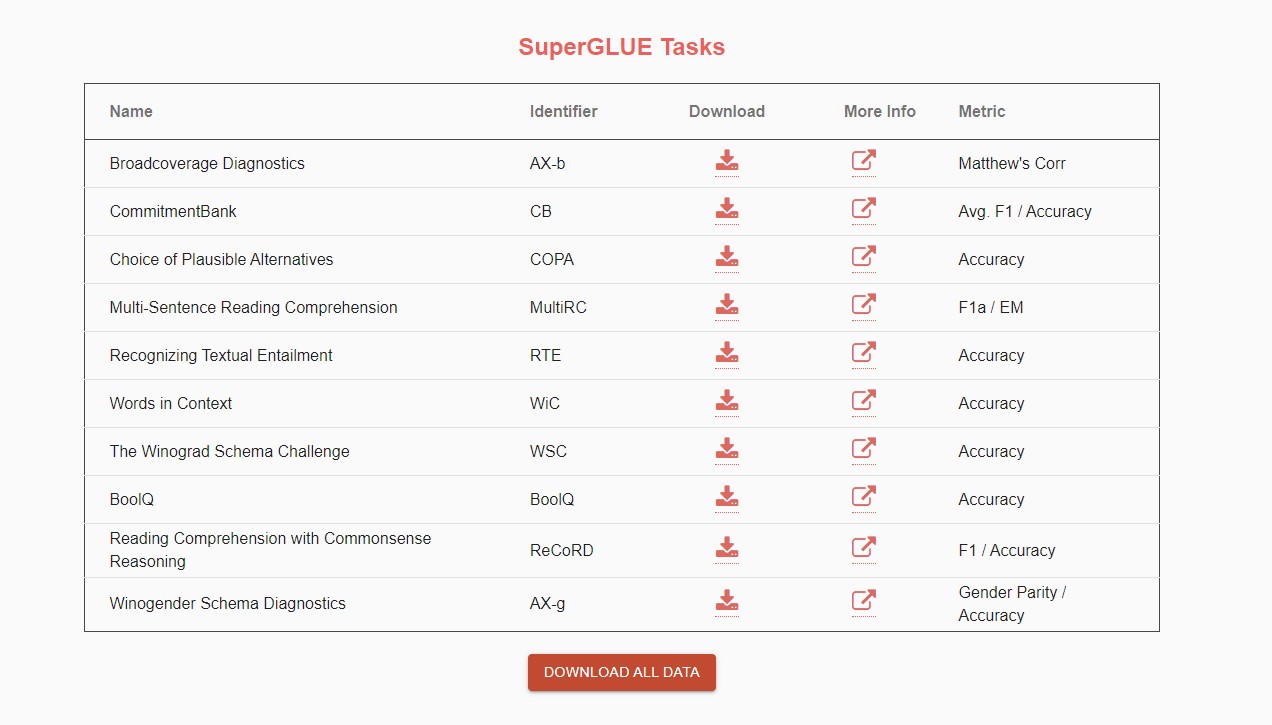 SuperGLUE Tasks
Name Identifier Download More Info Metric
Broadcoverage Diagnostics AX-b Matthew's Corr
CommitmentBank CB Avg. F1 / Accuracy
Choice of Plausible Alternatives COPA Accuracy
Multi-Sentence Reading Comprehension MultiRC F1a / EM
Recognizing Textual Entailment RTE Accuracy
Words in Context WiC Accuracy
The Winograd Schema Challenge WSC Accuracy
BoolQ BoolQ Accuracy
Reading Comprehension with Commonsense
Reasoning ReCoRD F1 / Accuracy
Winogender Schema Diagnostics AX-g Gender Parity /
Accuracy
DOWNLOAD ALL DATA